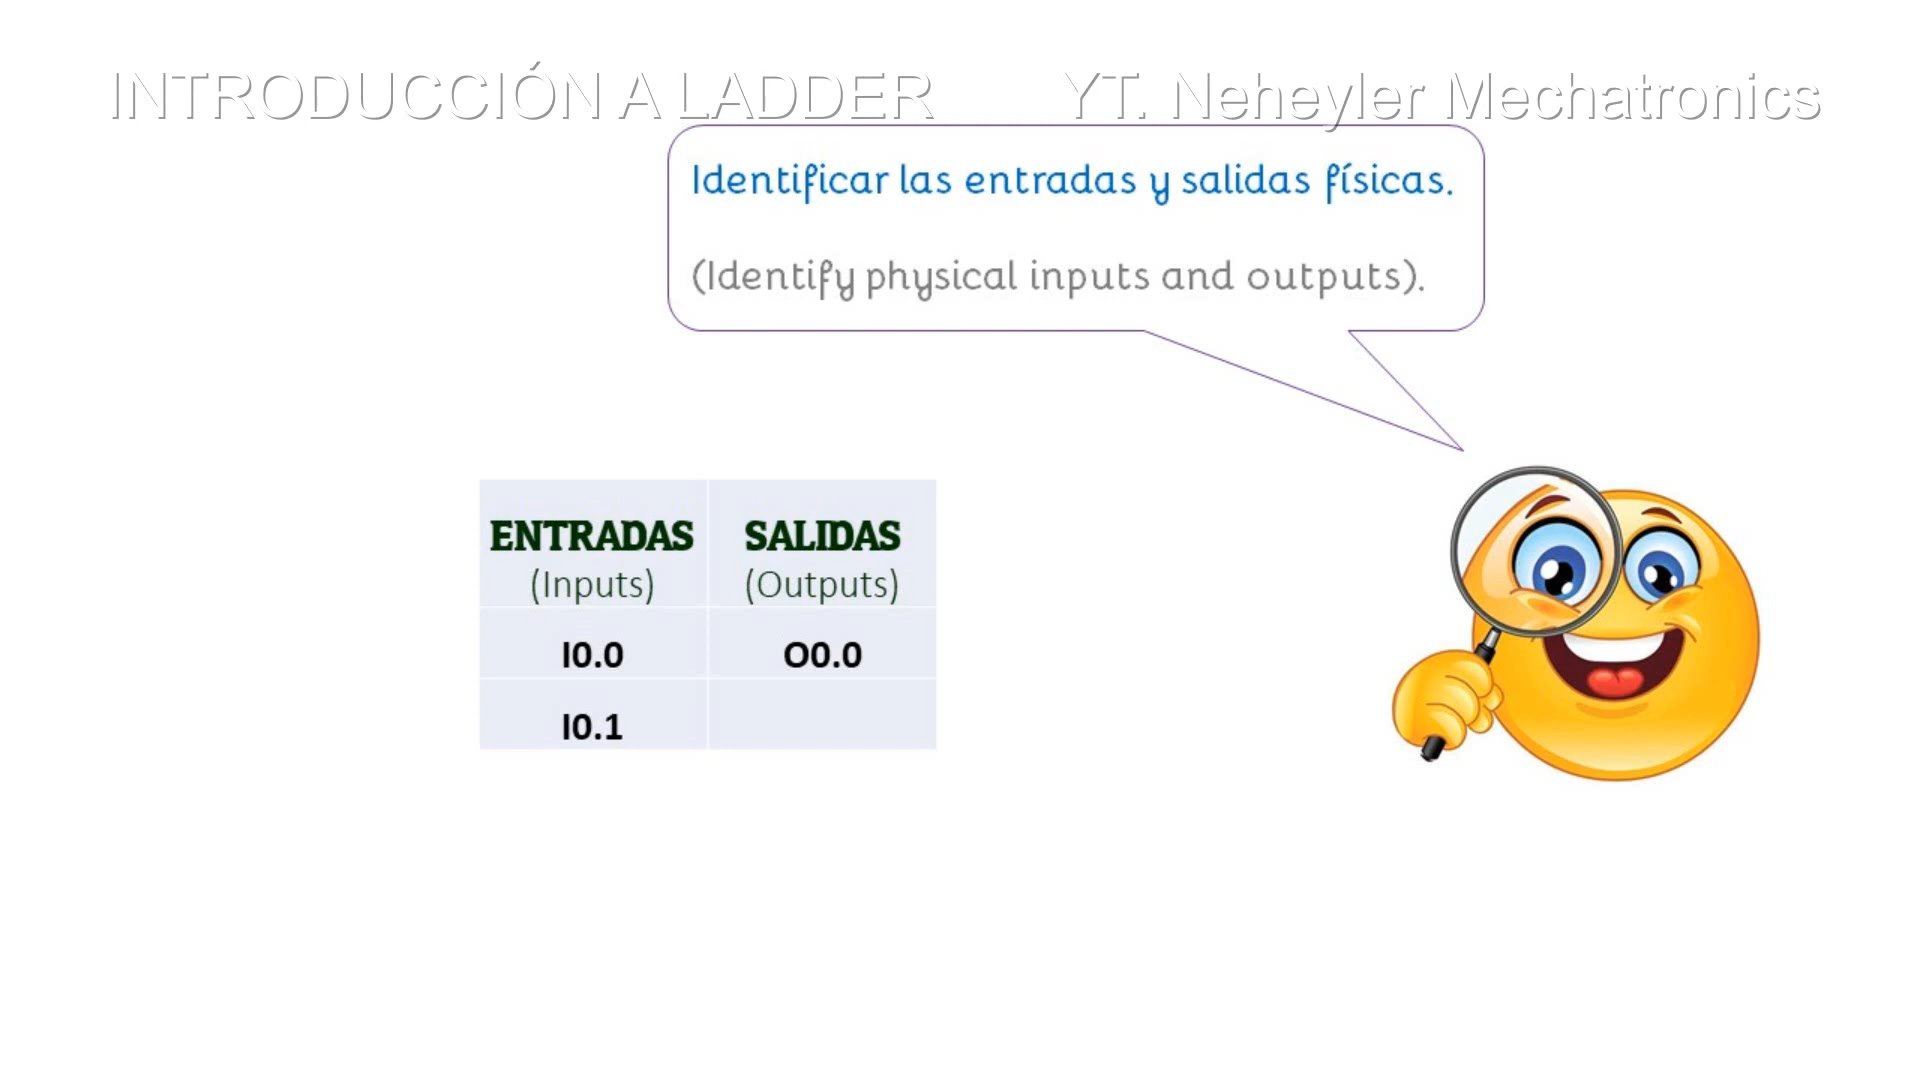 INTRODUCCIÓN A LADDER YT. Neheyler Mechatronics
Identificar las entradas y salidas físicas.
(Identify physical inputs and outputs).
ENTRADAS SALIDAS
(Inputs) (Outputs)
I0.0 O0.0
I0.1